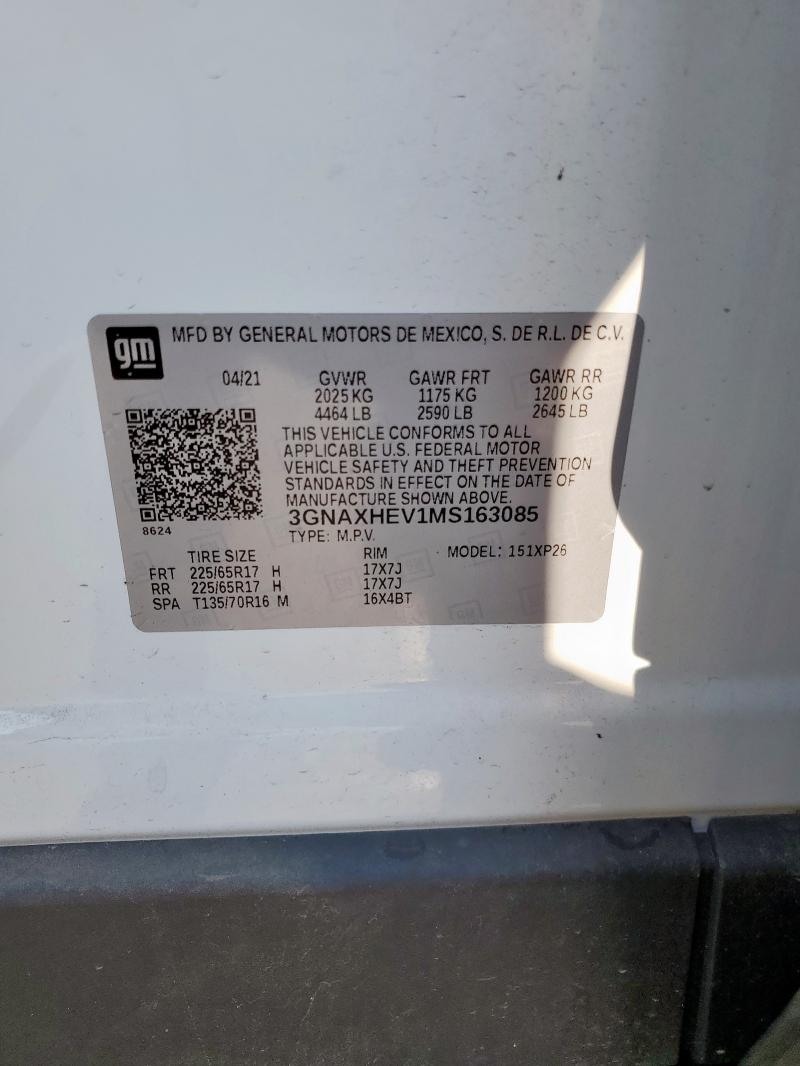 gm MFD BY GENERAL MOTORS DE MEXICO, S. DE R.L. DE C.V.
04/21 GVWR GAWR FRT GAWR RR
2025 KG 1175 KG 1200 KG
4464 LB 2590 LB 2645 LB
THIS VEHICLE CONFORMS TO ALL
APPLICABLE U.S. FEDERAL MOTOR
VEHICLE SAFETY AND THEFT PREVENTION
STANDARDS IN EFFECT ON THE DATE OF
MANUFACTURE SHOWN ABOVE.
8624 3GNAXHEV1MS163085
TYPE: M.P.V.
TIRE SIZE RIM MODEL: 151XP26
FRT 225/65R17 H 17X7J
RR 225/65R17 H 17X7J
SPA T135/70R16 M 16X4BT